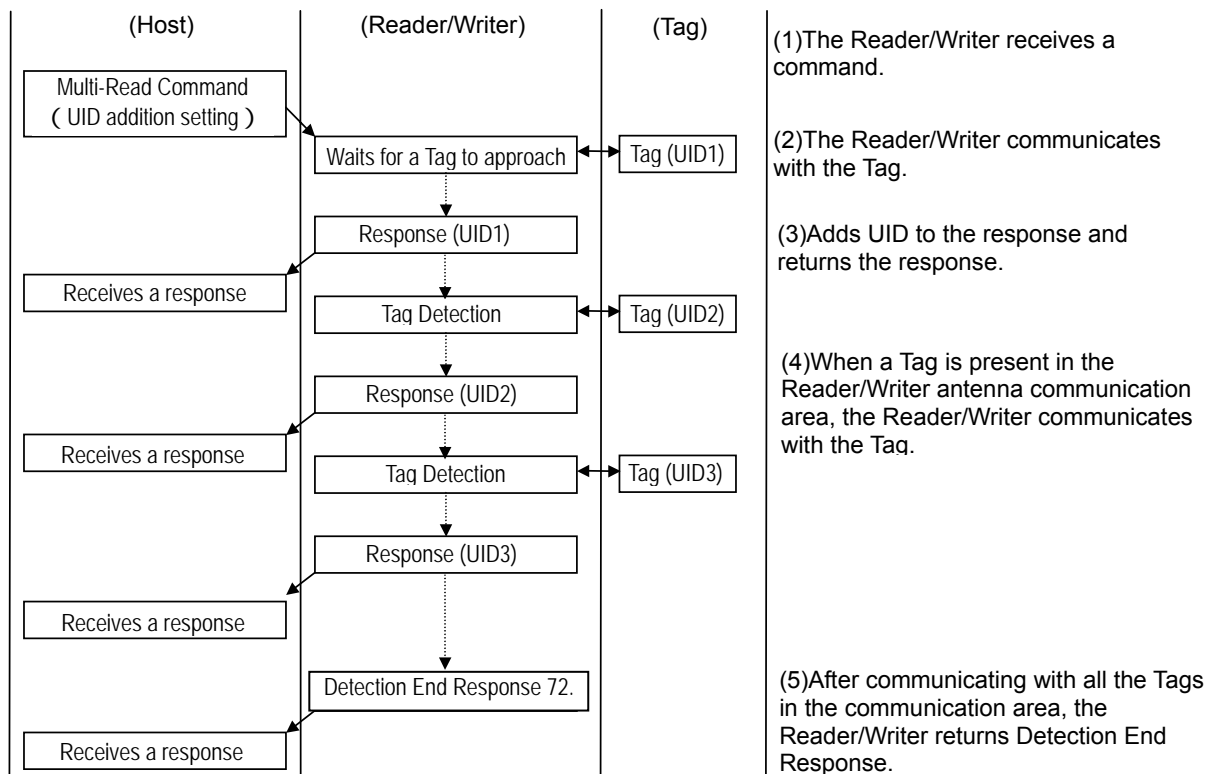 (Host)
(Reader/Writer)
(Tag)
(1)The Reader/Writer receives a
command.
Multi-Read Command
( UID addition setting )
(2)The Reader/Writer communicates
with the Tag.
Waits for a Tag to approach
Tag (UID1)
Response (UID1)
(3)Adds UID to the response and
returns the response.
Receives a response
Tag Detection
Tag (UID2)
(4)When a Tag is present in the
Reader/Writer antenna communication
area, the Reader/Writer communicates
with the Tag.
Response (UID2)
Receives a response
Tag Detection
Tag (UID3)
Response (UID3)
Receives a response
Detection End Response 72.
(5)After communicating with all the Tags
in the communication area, the
Reader/Writer returns Detection End
Response.
Receives a response